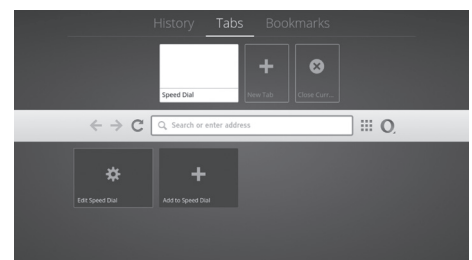 History Tabs Bookmarks
Speed Dial
New Tab
Close Curr...
Search or enter address
Edit Speed Dial
Add to Speed Dial